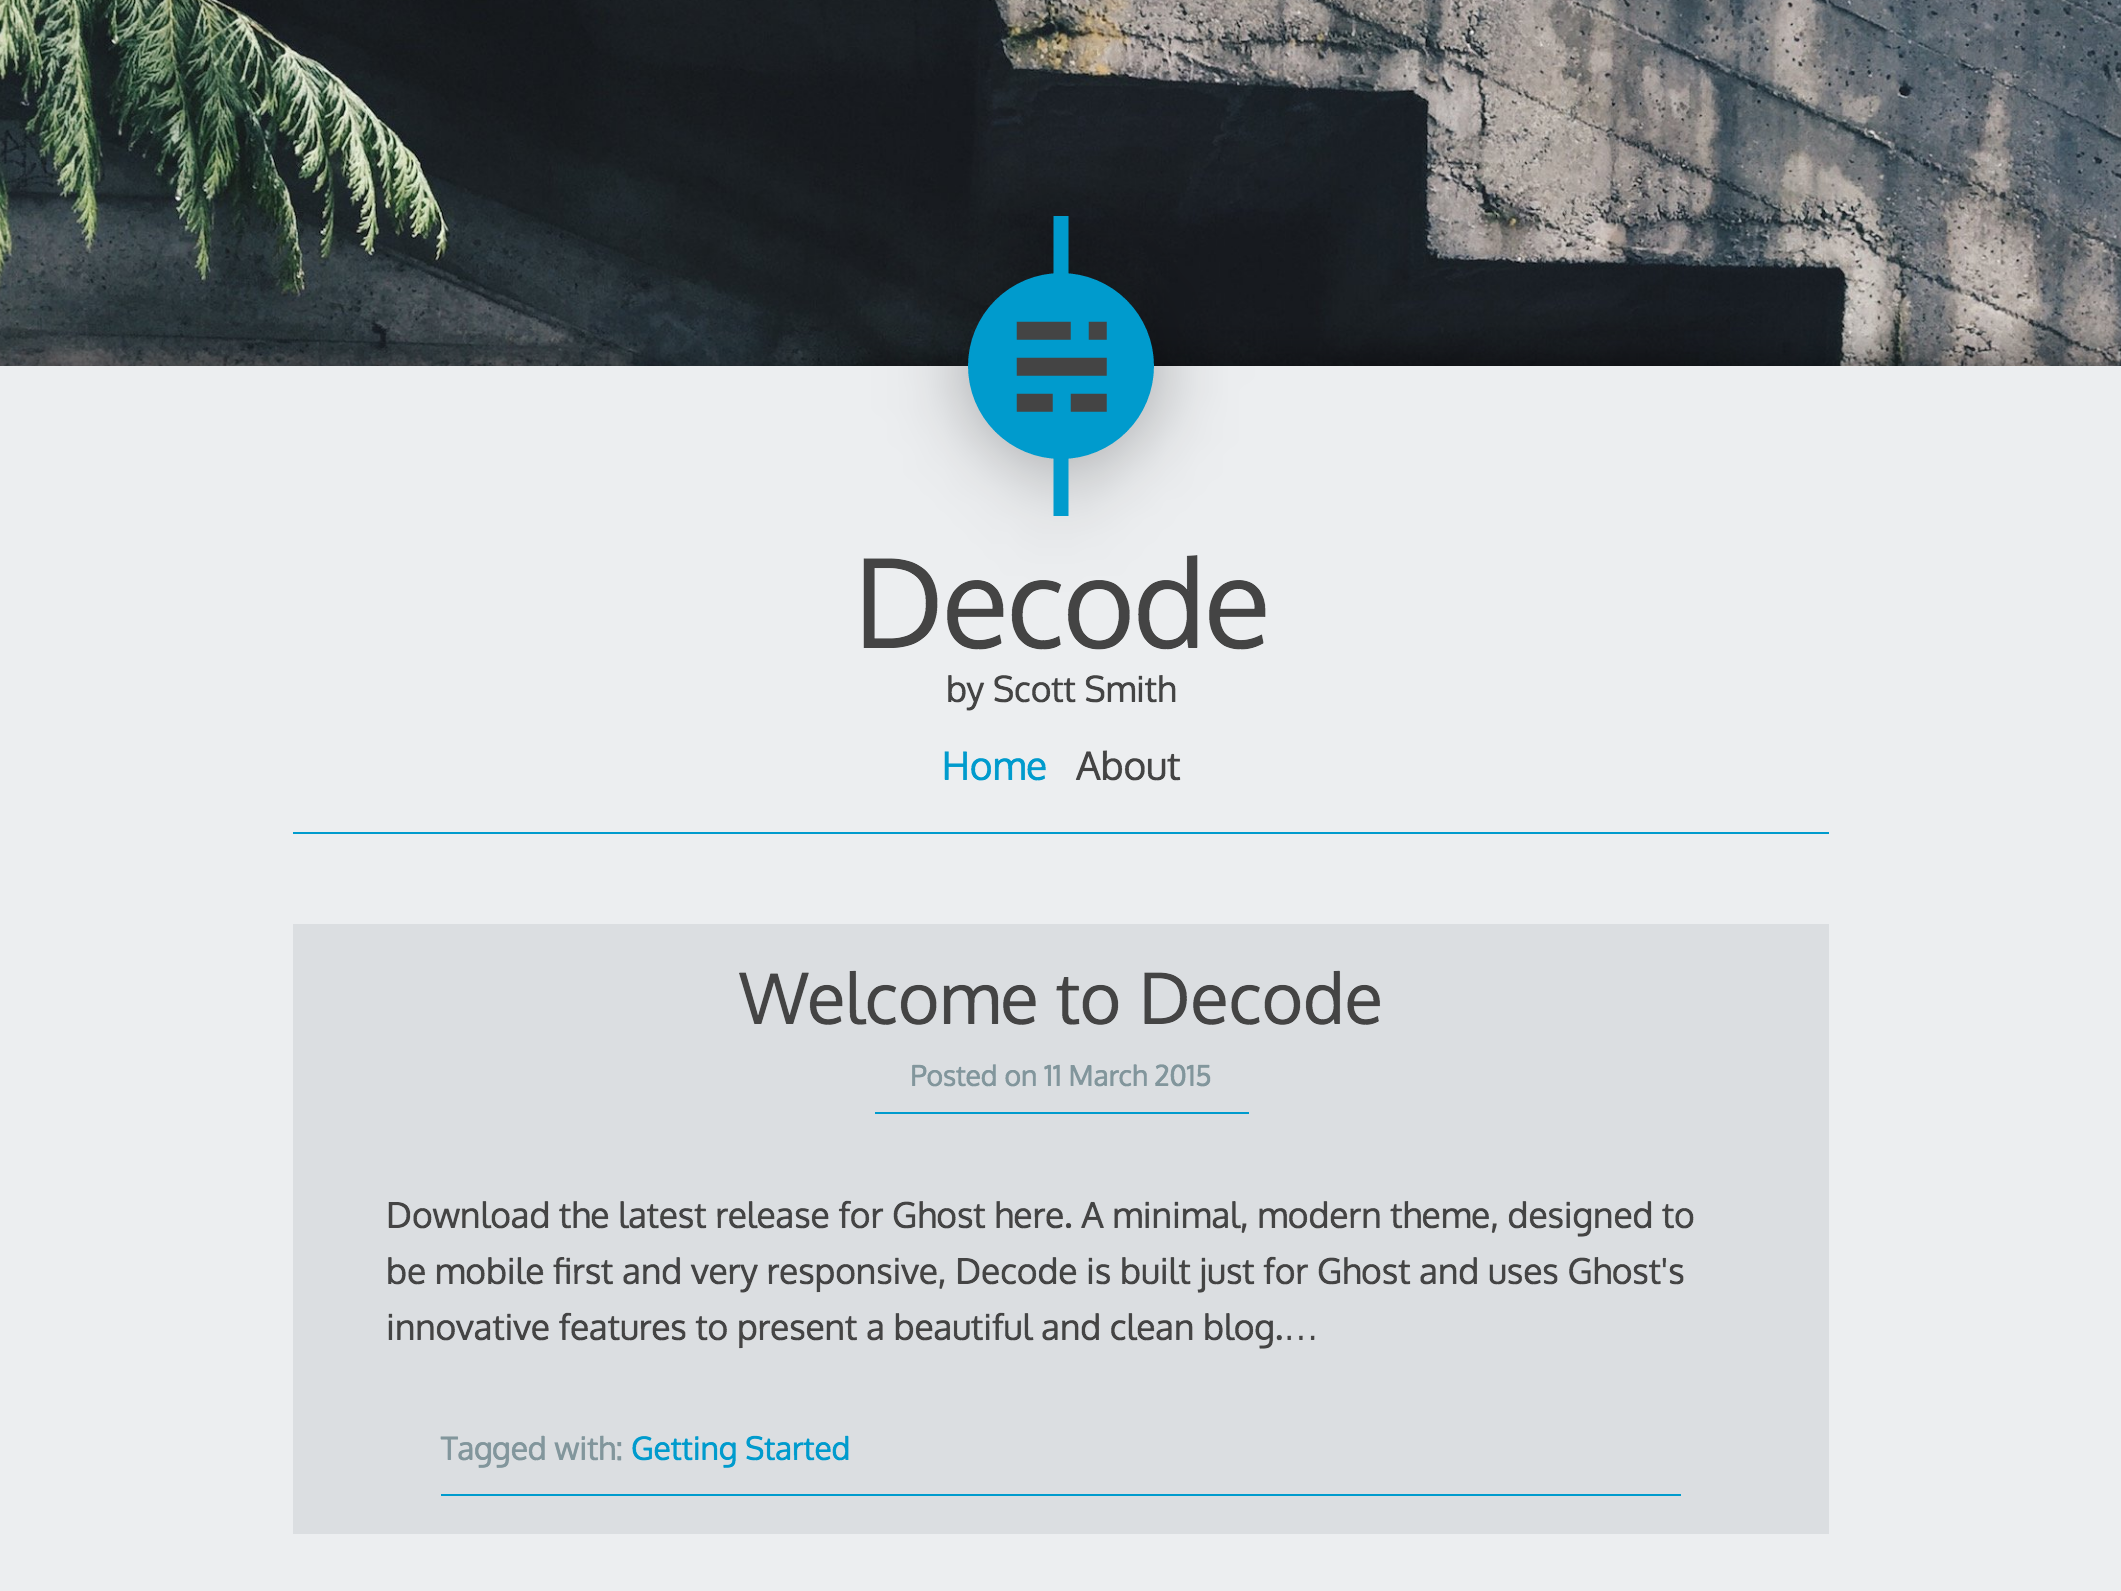 Decode
by Scott Smith
Home About
Welcome to Decode
Posted on 11 March 2015
Download the latest release for Ghost here. A minimal, modern theme, designed to
be mobile first and very responsive, Decode is built just for Ghost and uses Ghost's
innovative features to present a beautiful and clean blog.…
Tagged with: Getting Started